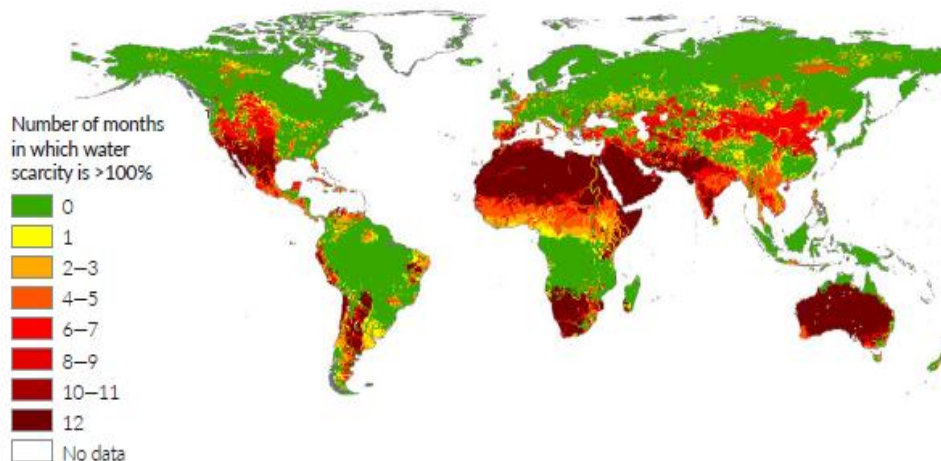 Number of months
in which water
scarcity is >100%
0
1
2–3
4–5
6–7
8–9
10–11
12
No data